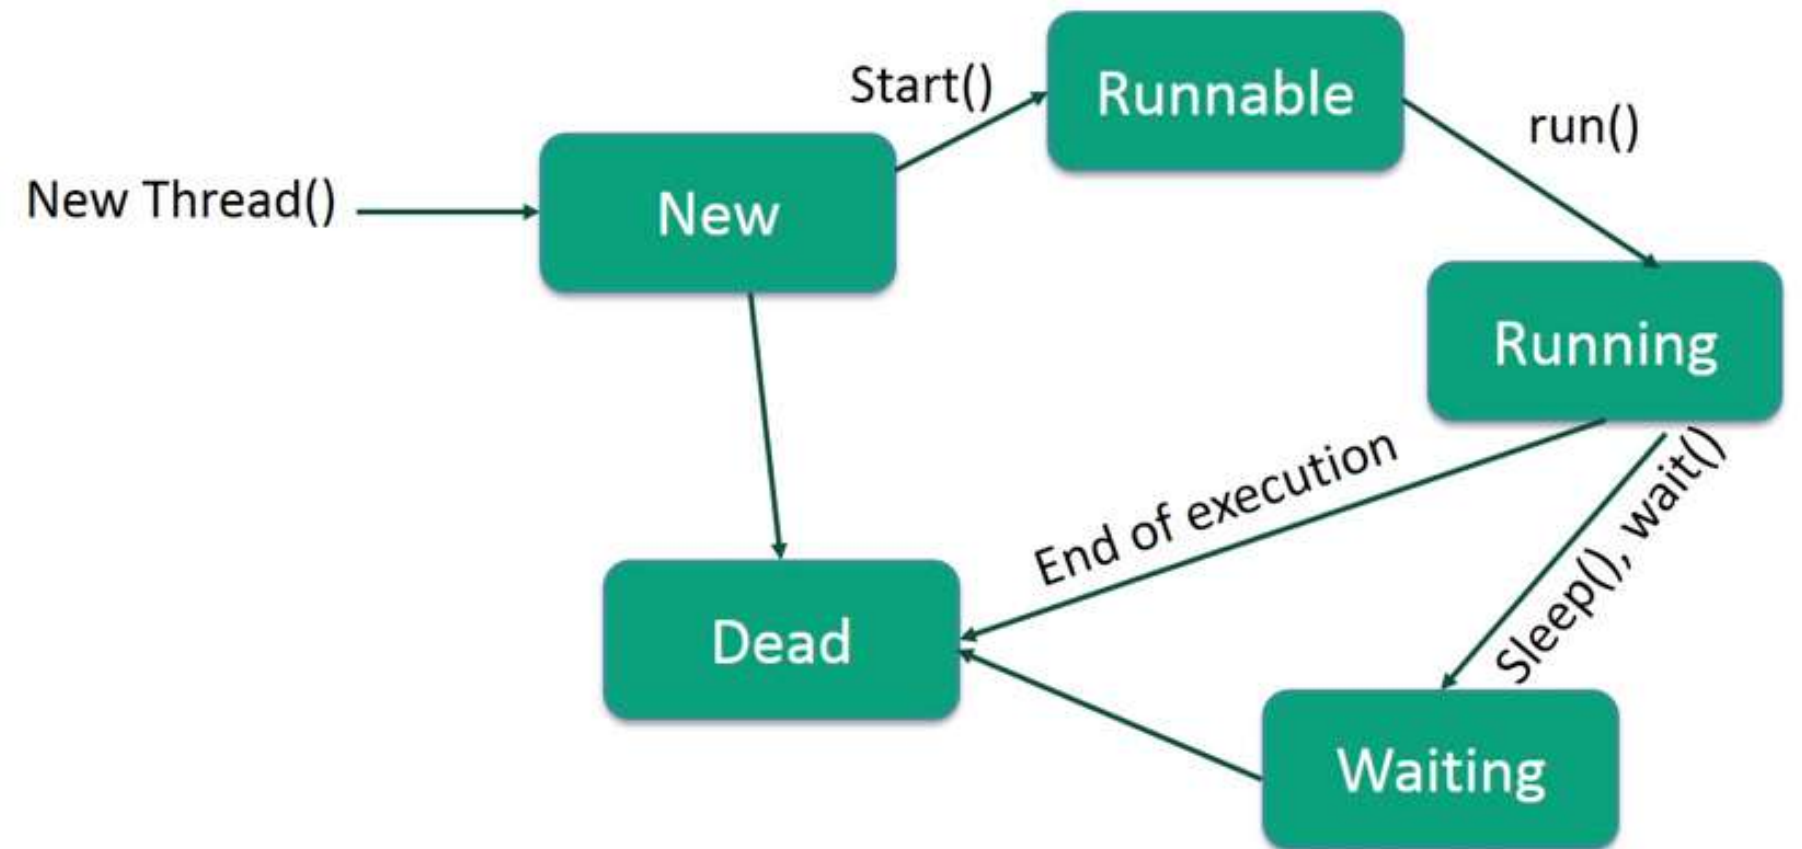 New Thread()
New
Start()
Runnable
run()
Running
End of execution
Sleep(), wait()
Dead
Waiting